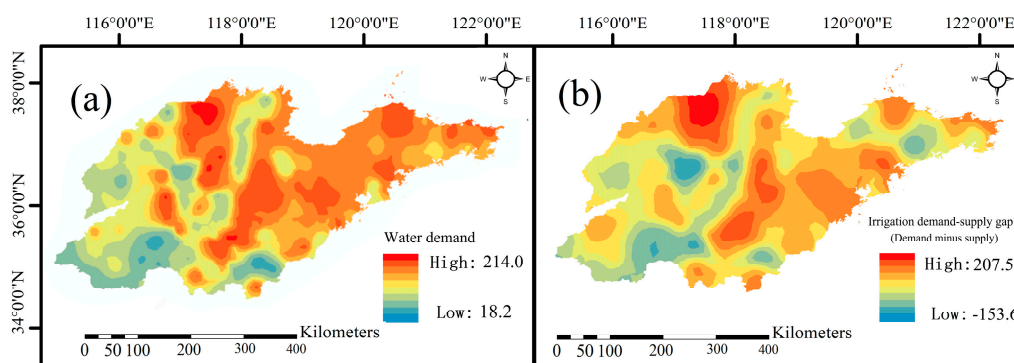 116°0'0"E 118°0'0"E 120°0'0"E 122°0'0"E 116°0'0"E 118°0'0"E 120°0'0"E 122°0'0"E
38°0'0"N
36°0'0"N
34°0'0"N
(a)
N
W E
S
Water demand
High: 214.0
Low: 18.2
Kilometers
0 50 100 200 300 400
(b)
N
W E
S
Irrigation demand-supply gap
(Demand minus supply)
High: 207.5
Low: -153.6
Kilometers
0 50 100 200 300 400